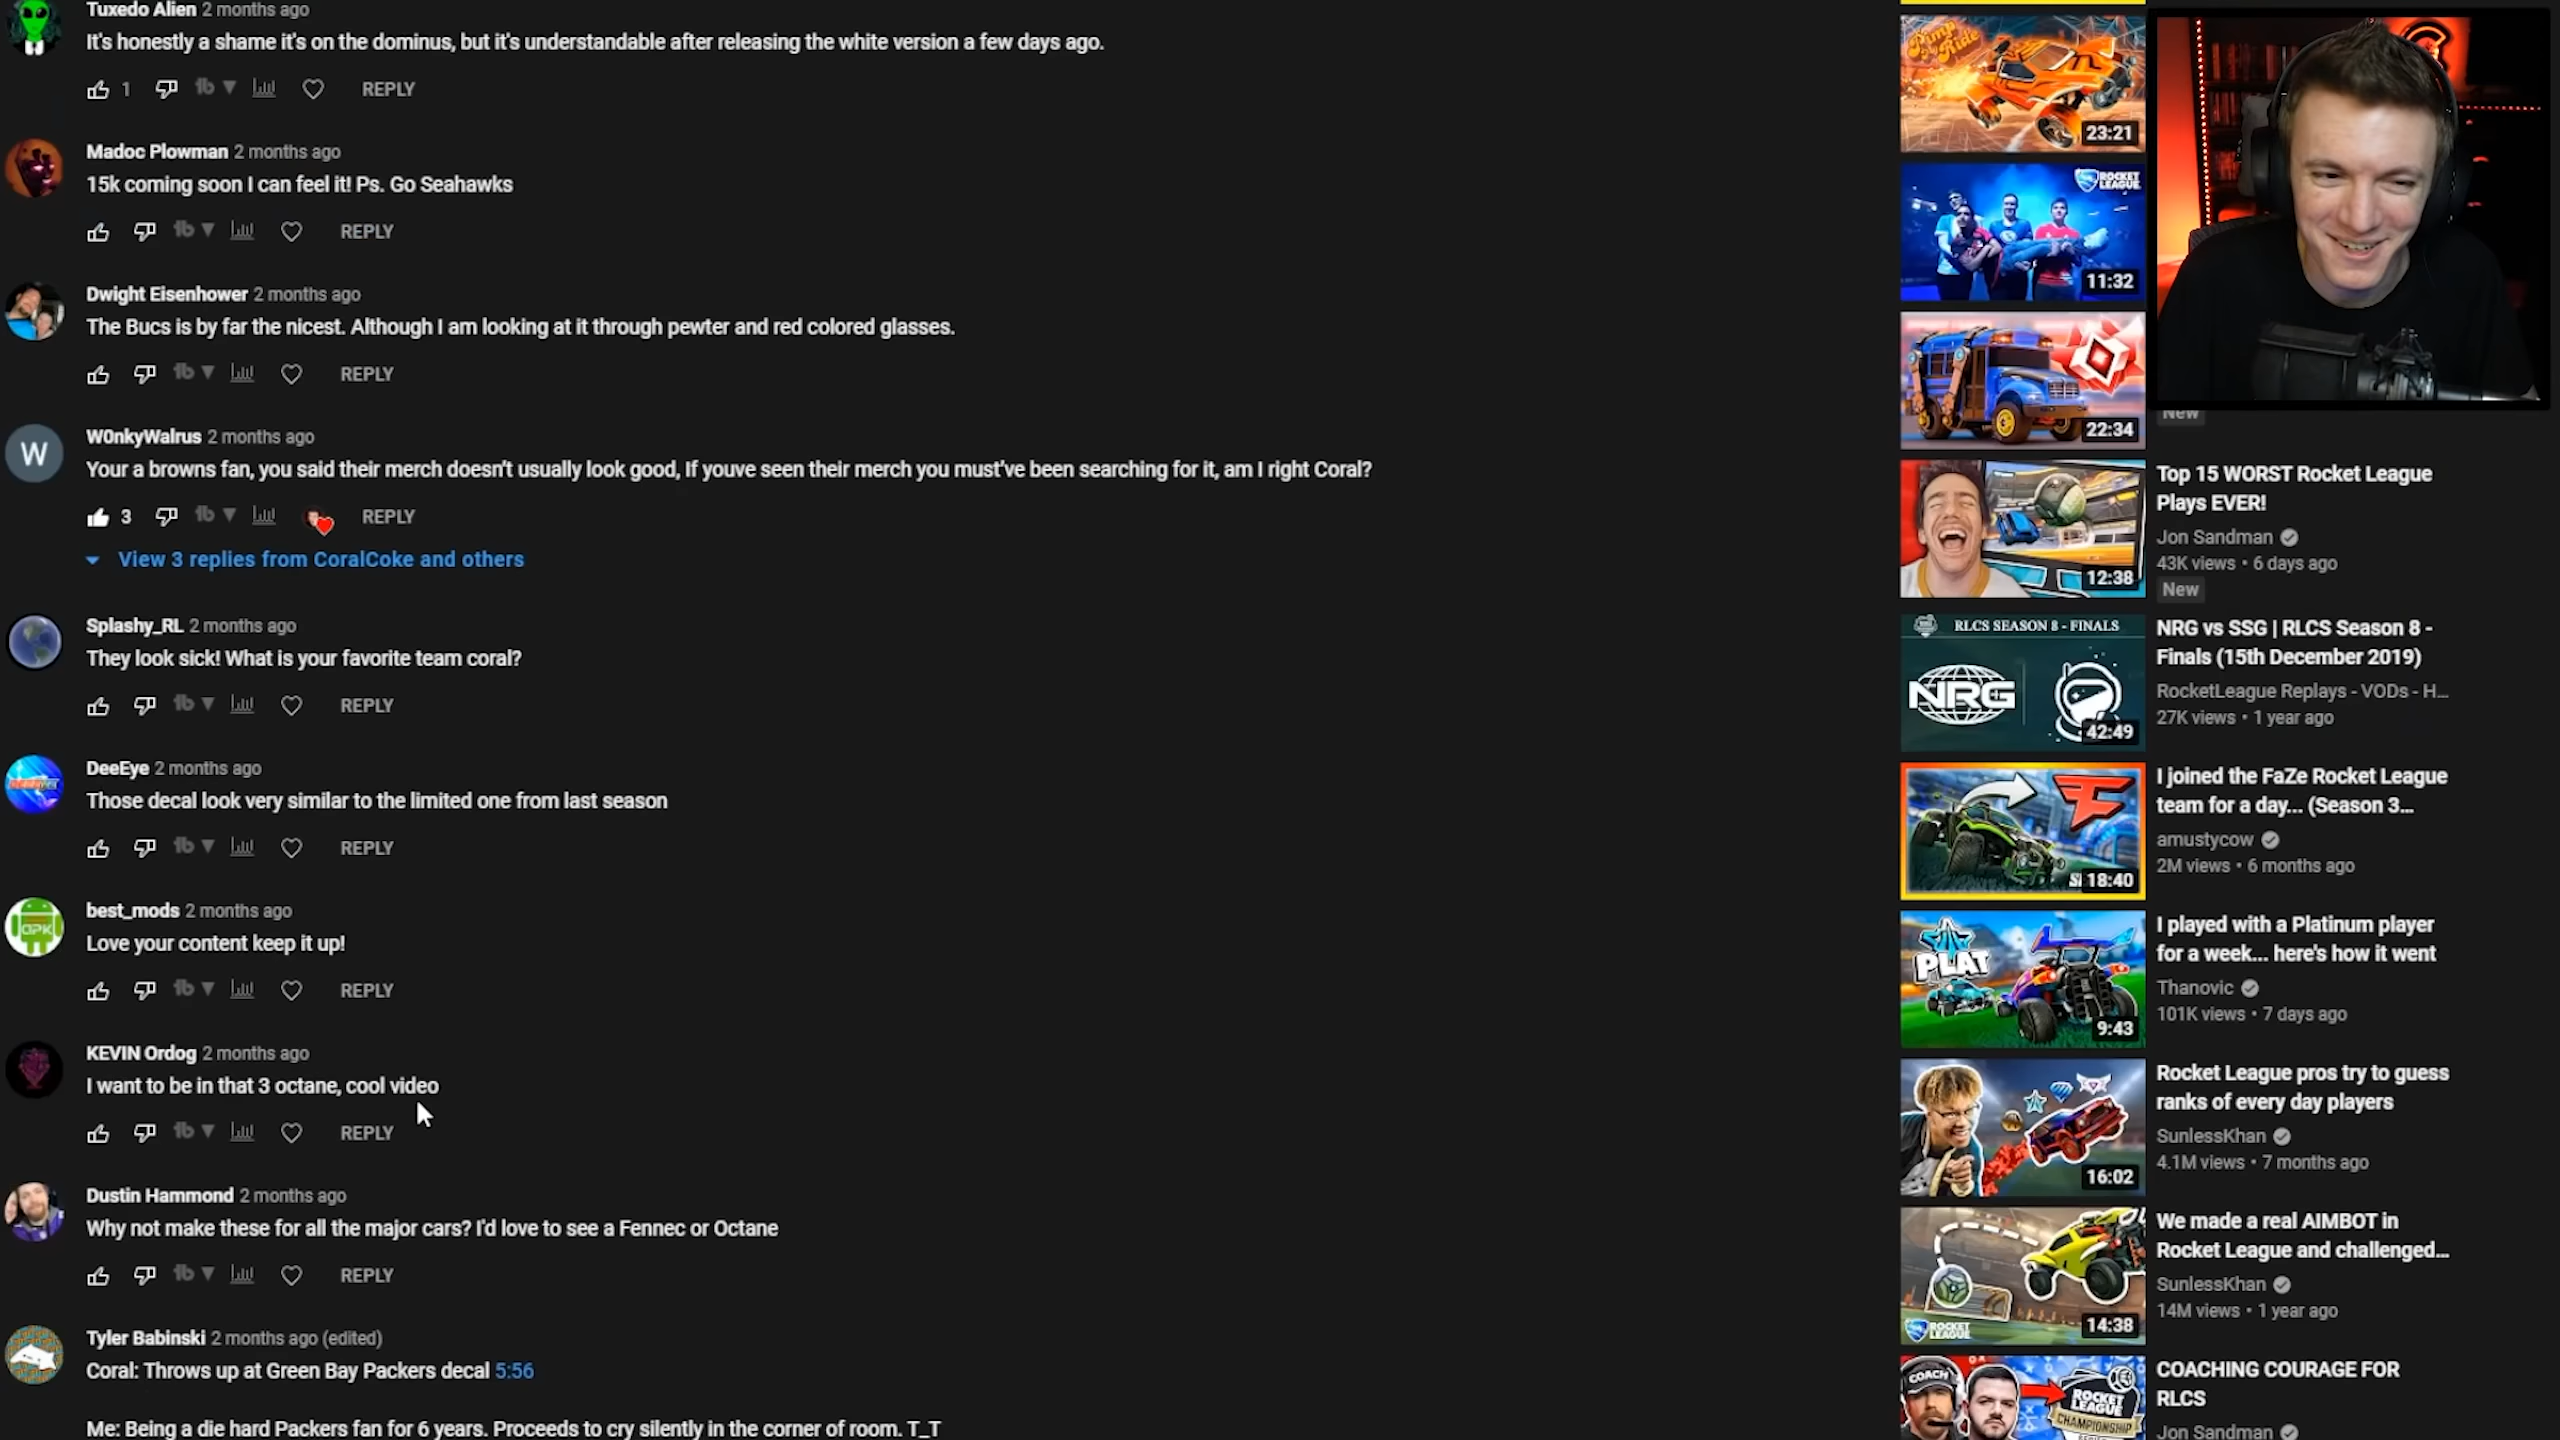 Tuxedo Alien 2 months ago
It's honestly a shame it's on the dominus, but it's understandable after releasing the white version a few days ago.
1
REPLY
Madoc Plowman 2 months ago
15k coming soon I can feel it! Ps. Go Seahawks
REPLY
Dwight Eisenhower 2 months ago
The Bucs is by far the nicest. Although I am looking at it through pewter and red colored glasses.
REPLY
W
W0nkyWalrus 2 months ago
Your a browns fan, you said their merch doesn't usually look good, If youve seen their merch you must've been searching for it, am I right Coral?
3
REPLY
View 3 replies from CoralCoke and others
Splashy_RL 2 months ago
They look sick! What is your favorite team coral?
REPLY
DeeEye 2 months ago
Those decal look very similar to the limited one from last season
REPLY
best_mods 2 months ago
APK
Love your content keep it up!
REPLY
KEVIN Ordog 2 months ago
I want to be in that 3 octane, cool video
REPLY
Dustin Hammond 2 months ago
Why not make these for all the major cars? I'd love to see a Fennec or Octane
REPLY
Tyler Babinski 2 months ago (edited)
Coral: Throws up at Green Bay Packers decal 5:56
Me: Being a die hard Packers fan for 6 years. Proceeds to cry silently in the corner of room. T_T
Pimp
Ride
23:21
ROCKET
LEAGUE
11:32
22:34
New
12:38
Top 15 WORST Rocket League
Plays EVER!
Jon Sandman
43K views • 6 days ago
New
RLCS SEASON 8 - FINALS
NRG
42:49
NRG vs SSG | RLCS Season 8 -
Finals (15th December 2019)
RocketLeague Replays - VODs - H...
27K views • 1 year ago
18:40
I joined the FaZe Rocket League
team for a day... (Season 3...
amustycow
2M views • 6 months ago
PLAT
9:43
I played with a Platinum player
for a week... here's how it went
Thanovic
101K views • 7 days ago
16:02
Rocket League pros try to guess
ranks of every day players
SunlessKhan
4.1M views • 7 months ago
ROCKET
LEAGUE
14:38
We made a real AIMBOT in
Rocket League and challenged...
SunlessKhan
14M views • 1 year ago
COACH
ROCKET
LEAGUE
CHAMPIONSHIP
COACHING COURAGE FOR
RLCS
Jon Sandman